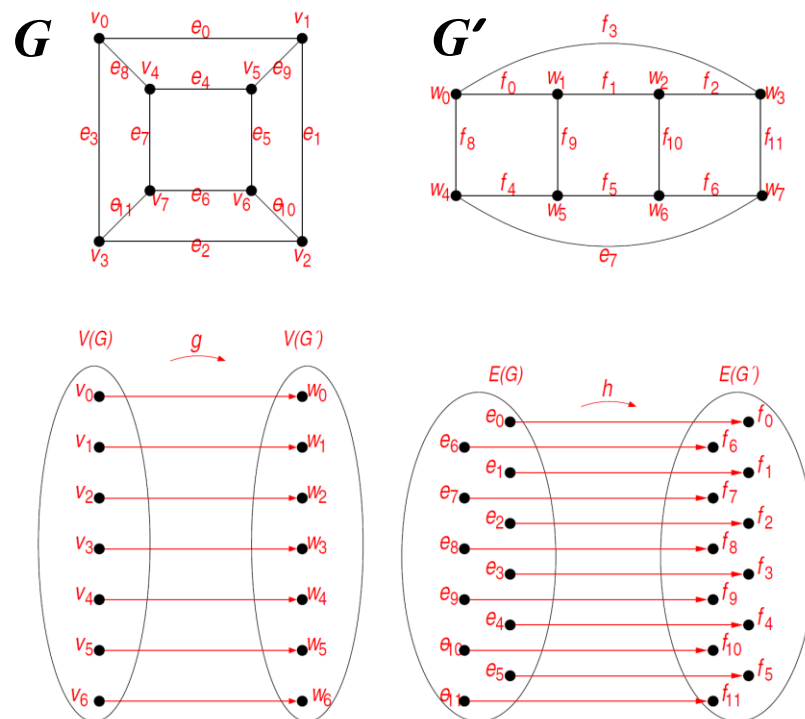 G
G′
v0 v1
e0
e8 v4 v5 e9
e4
e3 e7 e5 e1
e11 v7 e6 v6 e10
v3 e2 v2
f3
w0 f0 w1 f1 w2 f2 w3
f8 f9 f10 f11
w4 f4 w5 f5 w6 f6 w7
e7
V(G) g V(G′)
v0 w0
v1 w1
v2 w2
v3 w3
v4 w4
v5 w5
v6 w6
E(G) h E(G′)
e0 f0
e6 f6
e1 f1
e7 f7
e2 f2
e8 f8
e3 f3
e9 f9
e4 f4
e10 f10
e5 f5
e11 f11